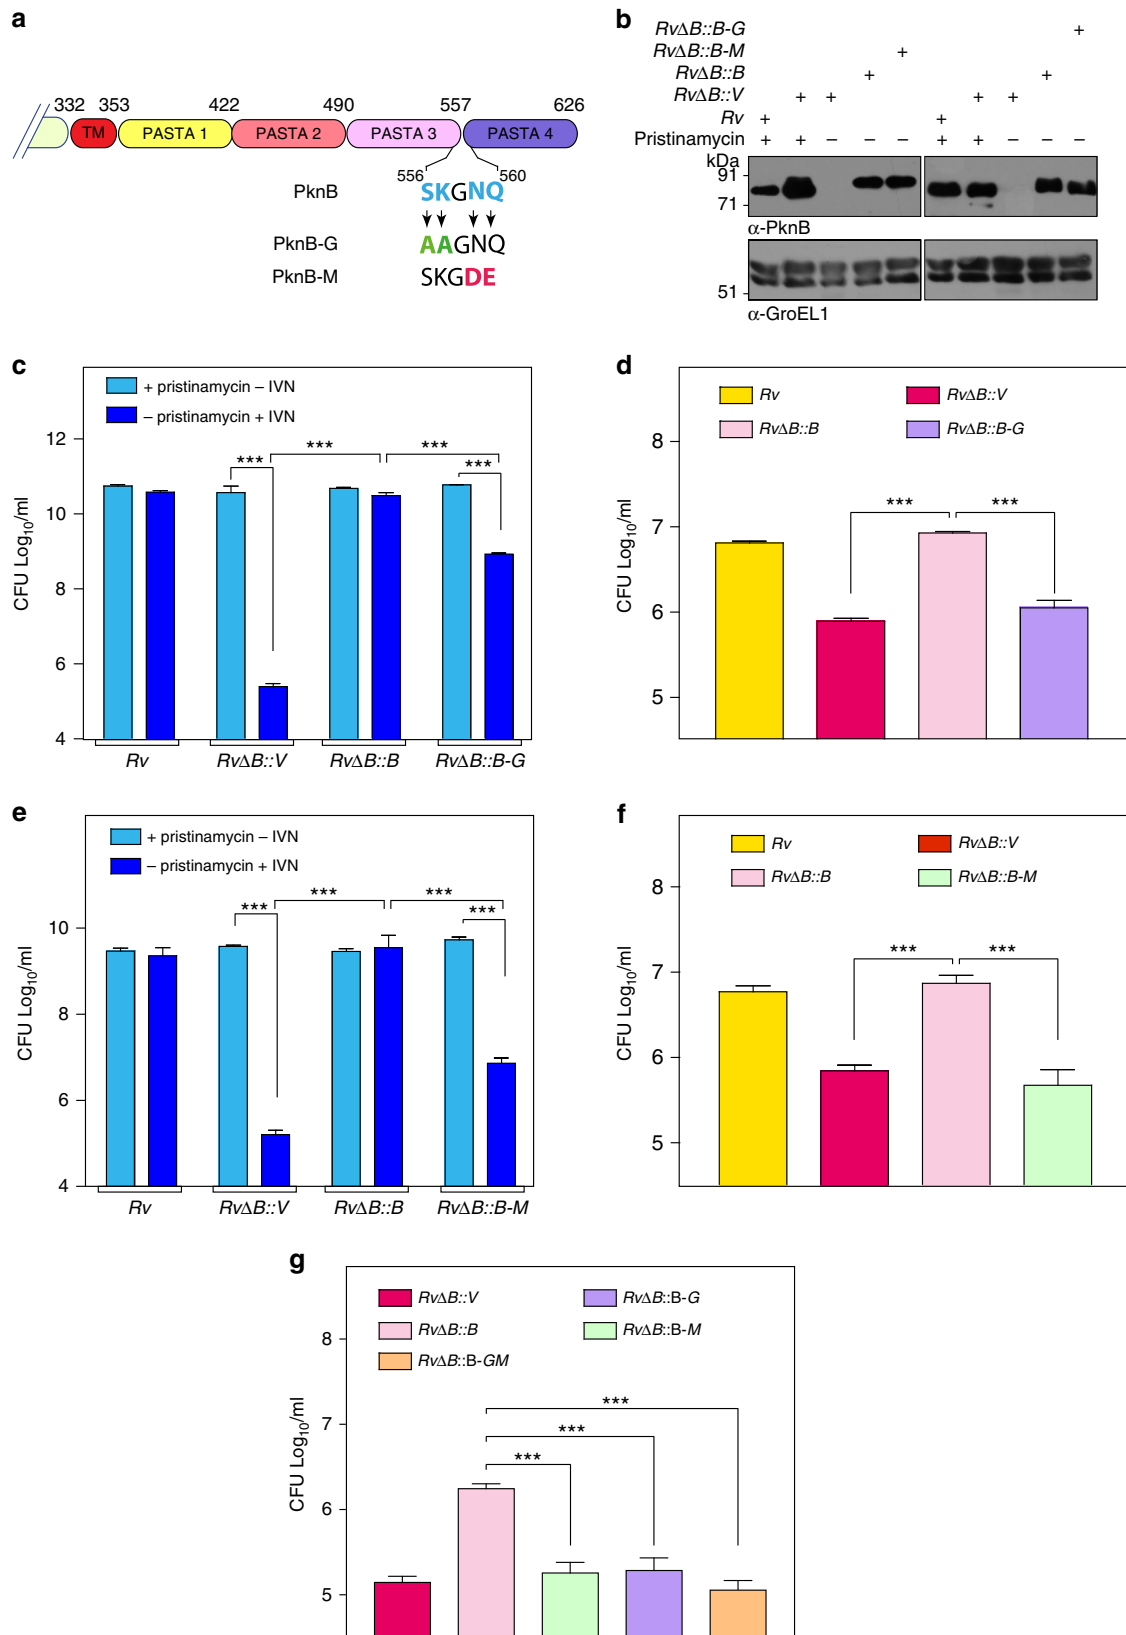 a
332 353 422 490 557 626
TM PASTA 1 PASTA 2 PASTA 3 PASTA 4
556 560
PknB SKGNQ
PknB-G AAGNQ
PknB-M SKGDE
b
RvΔB::B-G +
RvΔB::B-M +
RvΔB::B + +
RvΔB::V + + + +
Rv + +
Pristinamycin + + − − − + + − − −
kDa
91
71
α-PknB
51
α-GroEL1
c
+ pristinamycin – IVN
– pristinamycin + IVN
CFU Log10/ml
12
10
8
6
4
*** *** *** ***
Rv RvΔB::V RvΔB::B RvΔB::B-G
d
Rv RvΔB::V
RvΔB::B RvΔB::B-G
CFU Log10/ml
8
7
6
5
*** ***
e
+ pristinamycin – IVN
– pristinamycin + IVN
CFU Log10/ml
10
8
6
4
*** *** *** ***
Rv RvΔB::V RvΔB::B RvΔB::B-M
f
Rv RvΔB::V
RvΔB::B RvΔB::B-M
CFU Log10/ml
8
7
6
5
*** ***
g
RvΔB::V RvΔB::B-G
RvΔB::B RvΔB::B-M
RvΔB::B-GM
CFU Log10/ml
8
7
6
5
***
***
***